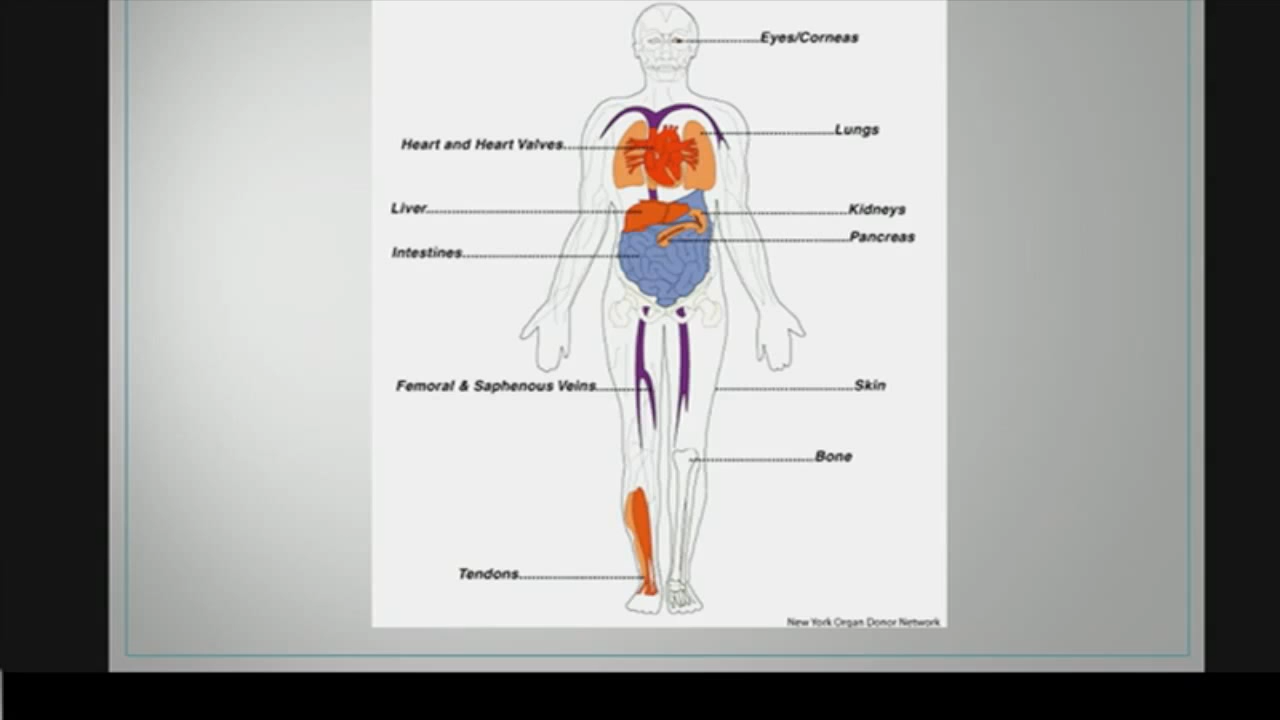 Eyes/Corneas
Lungs
Heart and Heart Valves
Liver
Kidneys
Pancreas
Intestines
Femoral & Saphenous Veins
Skin
Bone
Tendons
New York Organ Donor Network